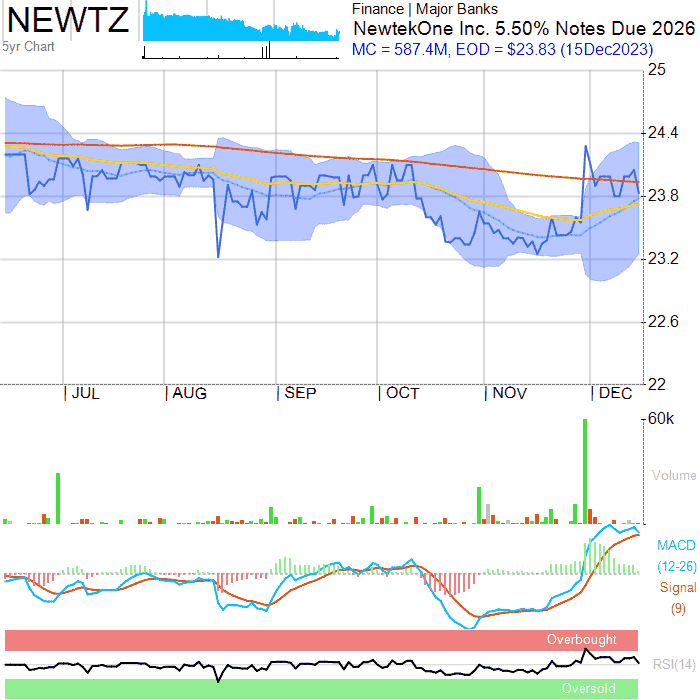 NEWTZ
5yr Chart
Finance | Major Banks
NewtekOne Inc. 5.50% Notes Due 2026
MC = 587.4M, EOD = $23.83 (15Dec2023)
25
24.4
23.8
23.2
22.6
22
JUL AUG SEP OCT NOV DEC
60k
Volume
MACD
(12-26)
Signal
(9)
Overbought
RSI(14)
Oversold